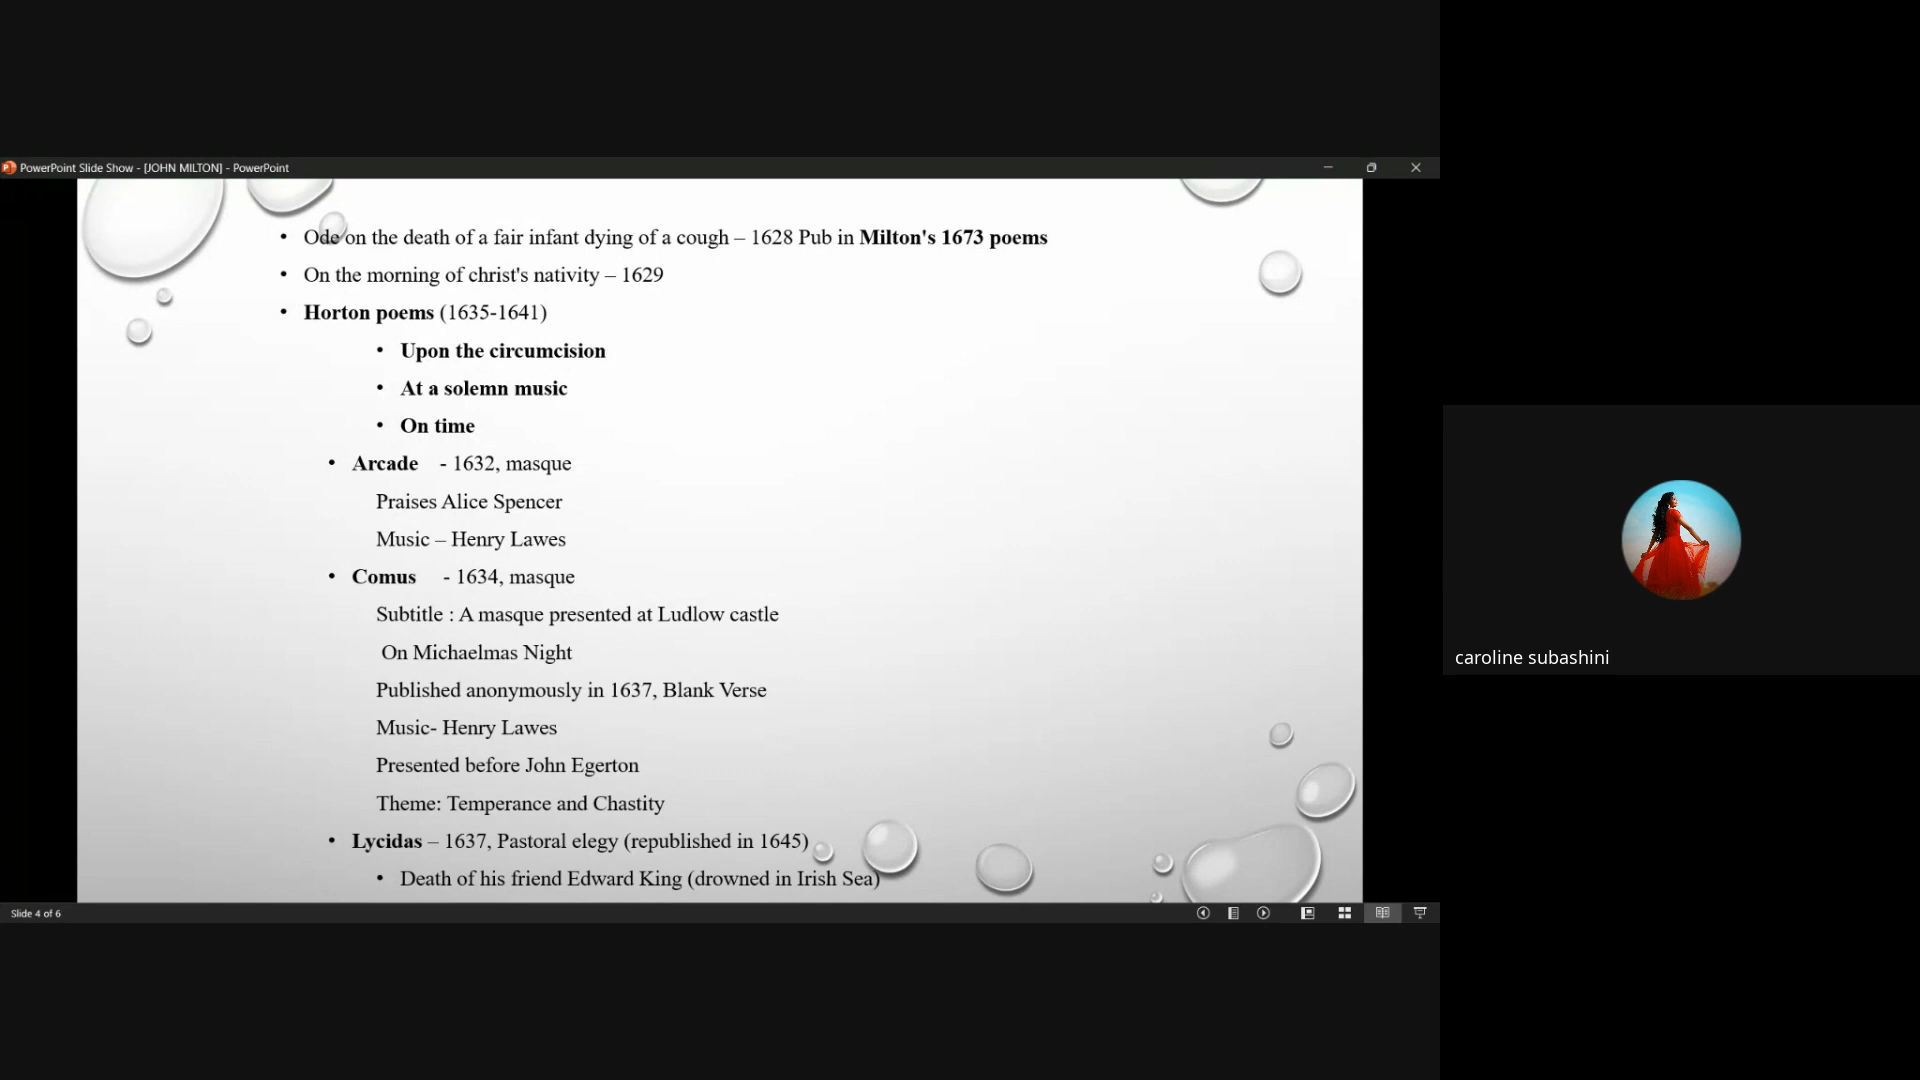 PowerPoint Slide Show - [JOHN MILTON] - PowerPoint
• Ode on the death of a fair infant dying of a cough – 1628 Pub in Milton's 1673 poems
• On the morning of christ's nativity – 1629
• Horton poems (1635-1641)
• Upon the circumcision
• At a solemn music
• On time
• Arcade - 1632, masque
Praises Alice Spencer
Music – Henry Lawes
• Comus - 1634, masque
Subtitle : A masque presented at Ludlow castle
On Michaelmas Night
Published anonymously in 1637, Blank Verse
Music- Henry Lawes
Presented before John Egerton
Theme: Temperance and Chastity
• Lycidas – 1637, Pastoral elegy (republished in 1645)
• Death of his friend Edward King (drowned in Irish Sea)
Slide 4 of 6
caroline subashini